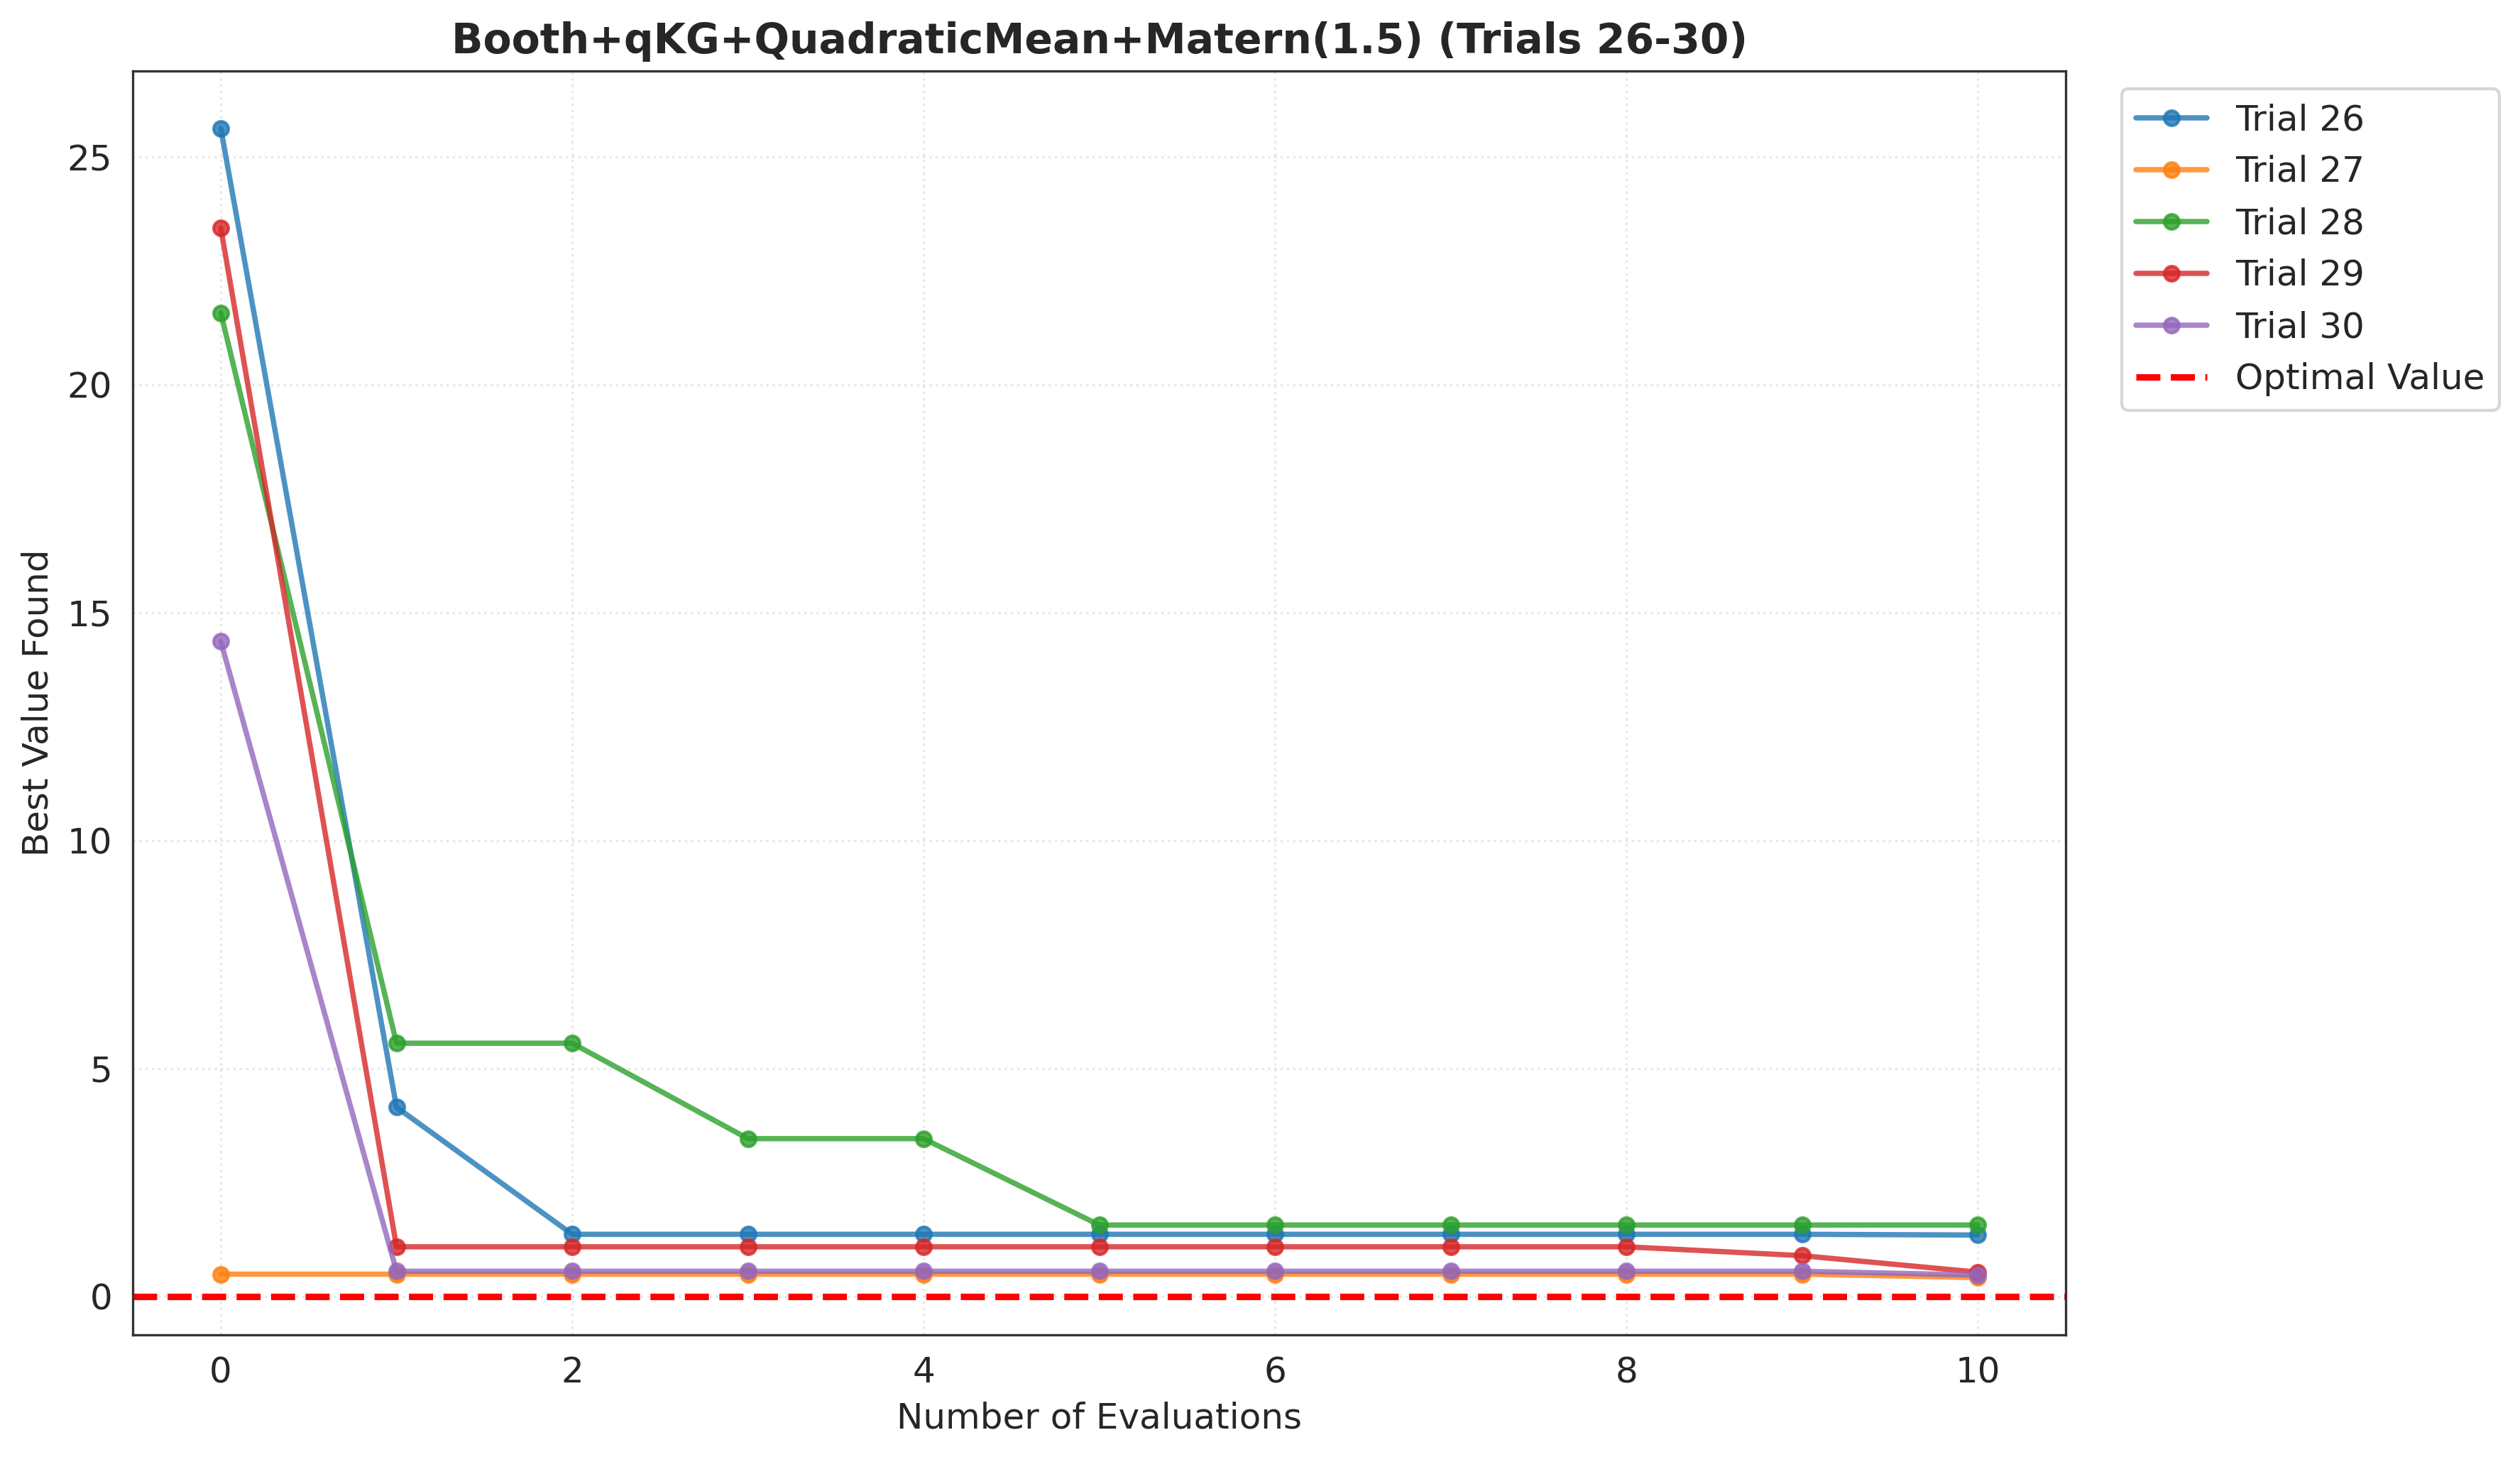 Booth+qKG+QuadraticMean+Matern(1.5) (Trials 26-30)
Best Value Found
25
20
15
10
5
0
0 2 4 6 8 10
Number of Evaluations
Trial 26
Trial 27
Trial 28
Trial 29
Trial 30
Optimal Value